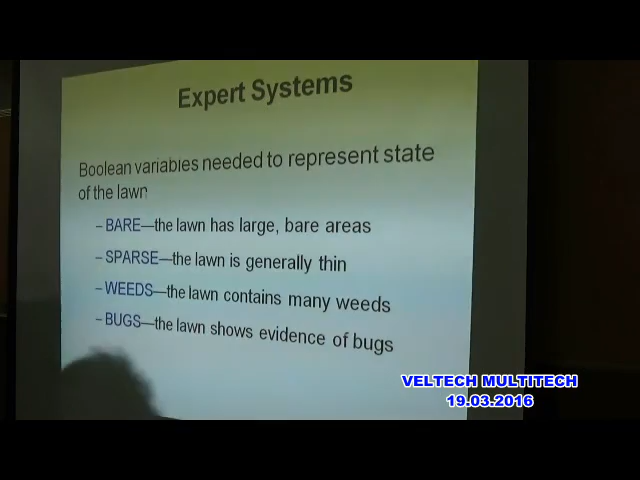 Expert Systems
Boolean variables needed to represent state
of the lawn
– BARE—the lawn has large, bare areas
– SPARSE—the lawn is generally thin
– WEEDS—the lawn contains many weeds
– BUGS—the lawn shows evidence of bugs
VELTECH MULTITECH
19.03.2016